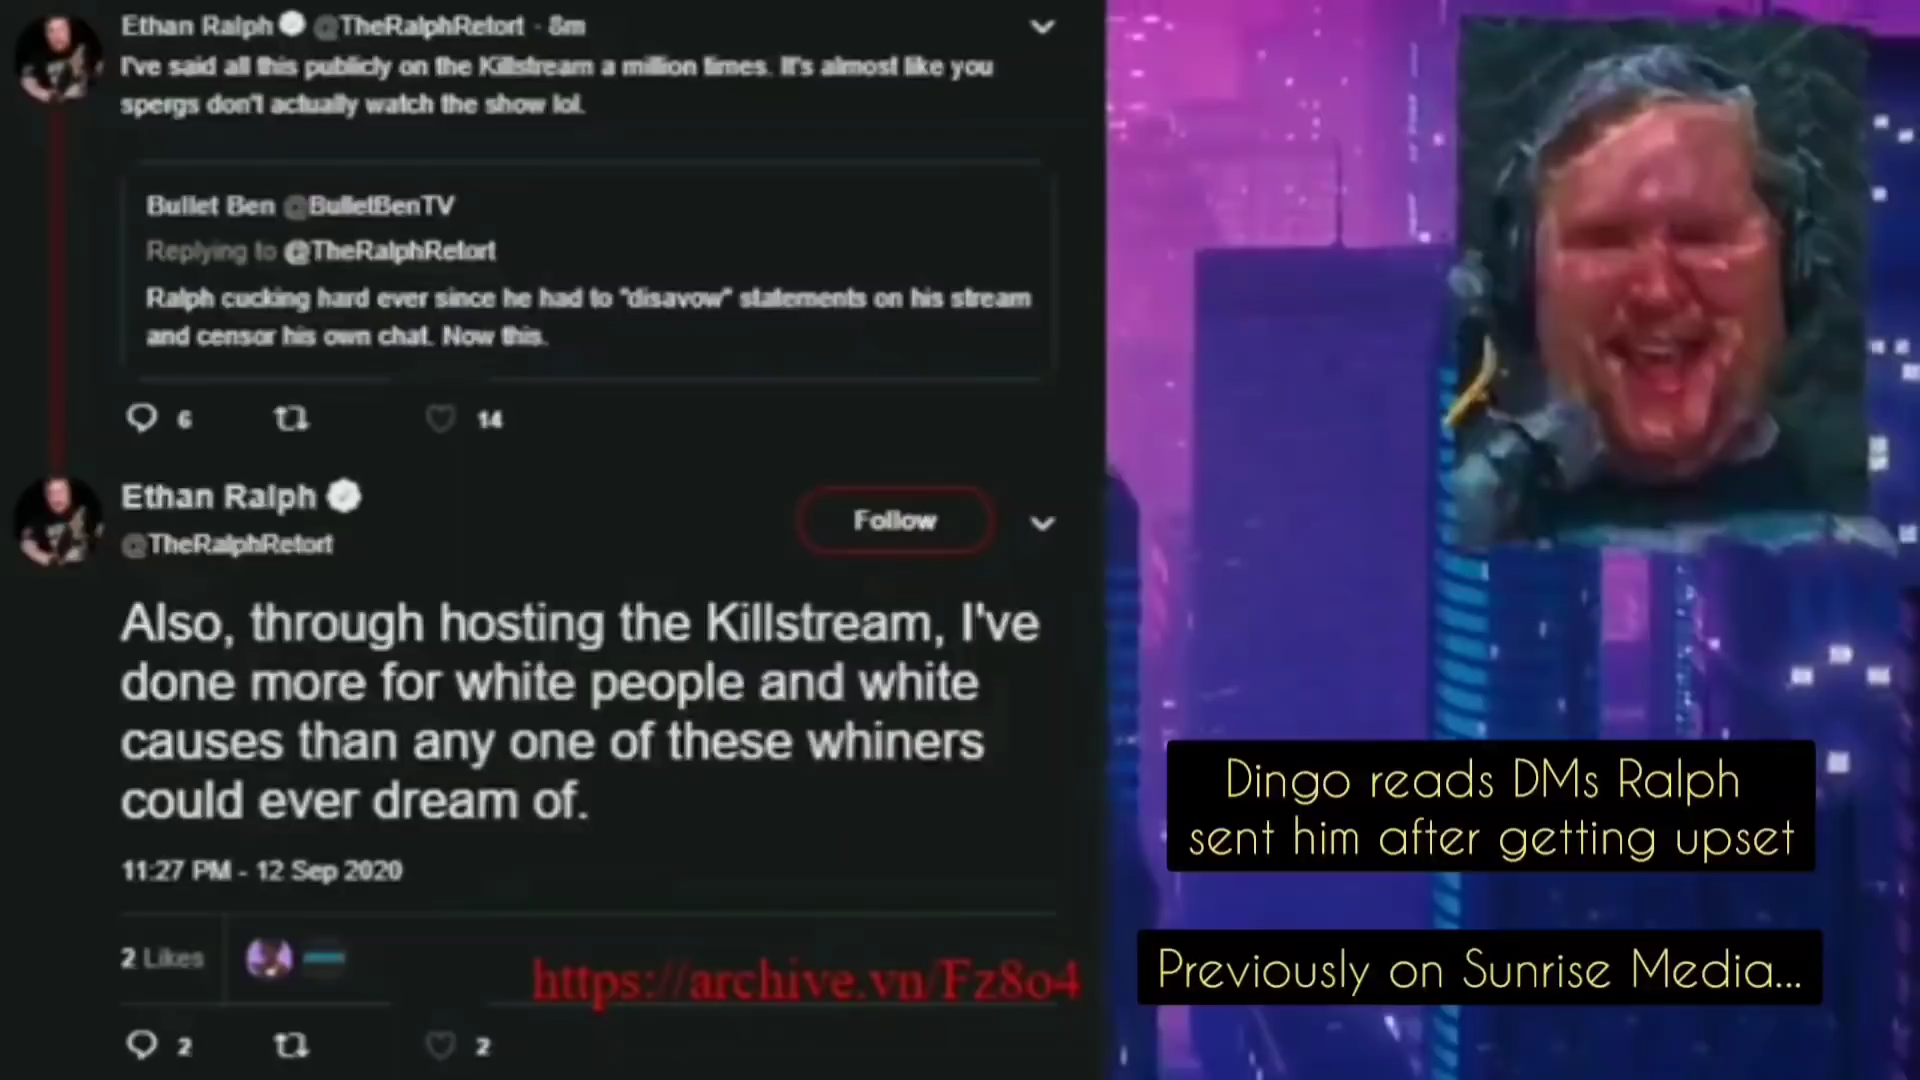 Ethan Ralph @TheRalphRetort · 8m
I've said all this publicly on the Killstream a million times. It's almost like you
spergs don't actually watch the show lol.
Bullet Ben @BulletBenTV
Replying to @TheRalphRetort
Ralph cucking hard ever since he had to "disavow" statements on his stream
and censor his own chat. Now this.
6 14
Ethan Ralph
@TheRalphRetort
Follow
Also, through hosting the Killstream, I've
done more for white people and white
causes than any one of these whiners
could ever dream of.
11:27 PM - 12 Sep 2020
2 Likes
https://archive.vn/Fz8o4
2 2
Dingo reads DMs Ralph
sent him after getting upset
Previously on Sunrise Media...